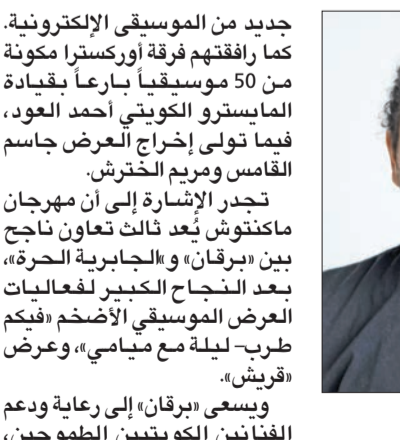 جديد من الموسيقى الإلكترونية.
كما رافقتهم فرقة أوركسترا مكونة
من 50 موسيقياً بارعاً بقيادة
المايسترو الكويتي أحمد العود،
فيما تولى إخراج العرض جاسم
القامس ومريم الخترش.
تجدر الإشارة إلى أن مهرجان
ماكنتوش يُعد ثالث تعاون ناجح
بين «برقان» و«الجابرية الحرة»،
بعد النجاح الكبير لفعاليات
العرض الموسيقي الأضخم «فيكم
طرب– ليلة مع ميامي»، وعرض
«قريش».
ويسعى «برقان» إلى رعاية ودعم
الفنانين الكويتيين الطموحين،